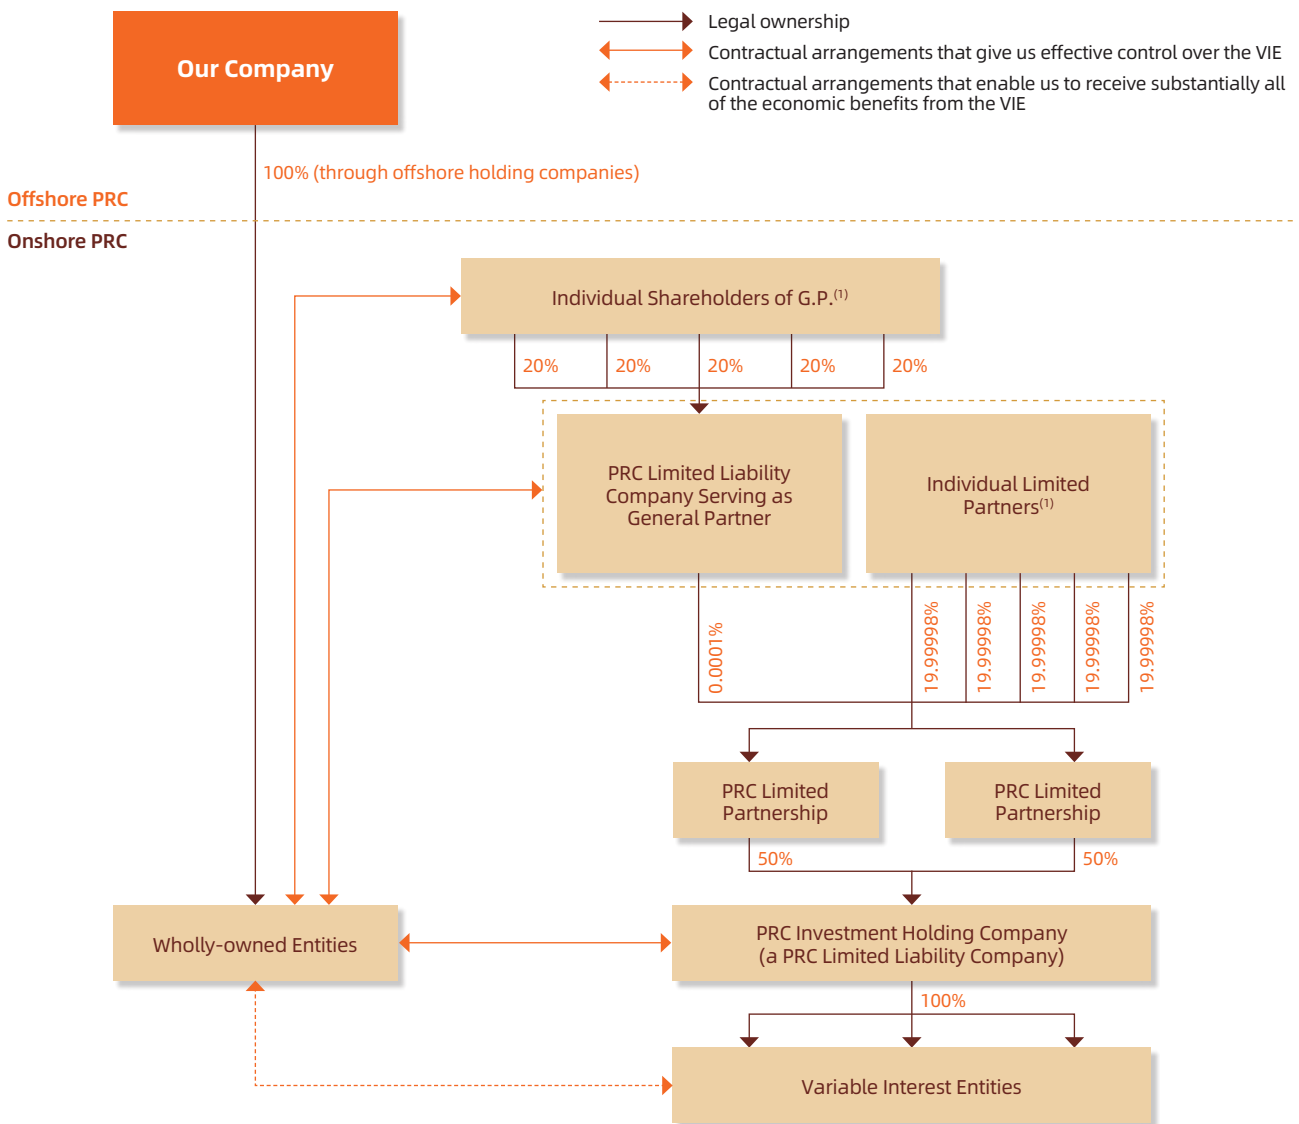 Our Company
Legal ownership
Contractual arrangements that give us effective control over the VIE
Contractual arrangements that enable us to receive substantially all
of the economic benefits from the VIE
100% (through offshore holding companies)
Offshore PRC
Onshore PRC
Individual Shareholders of G.P.(1)
20%
20%
20%
20%
20%
PRC Limited Liability
Company Serving as
General Partner
Individual Limited
Partners(1)
0.0001%
19.99998%
19.99998%
19.99998%
19.99998%
19.99998%
PRC Limited
Partnership
PRC Limited
Partnership
50%
50%
Wholly-owned Entities
PRC Investment Holding Company
(a PRC Limited Liability Company)
100%
Variable Interest Entities